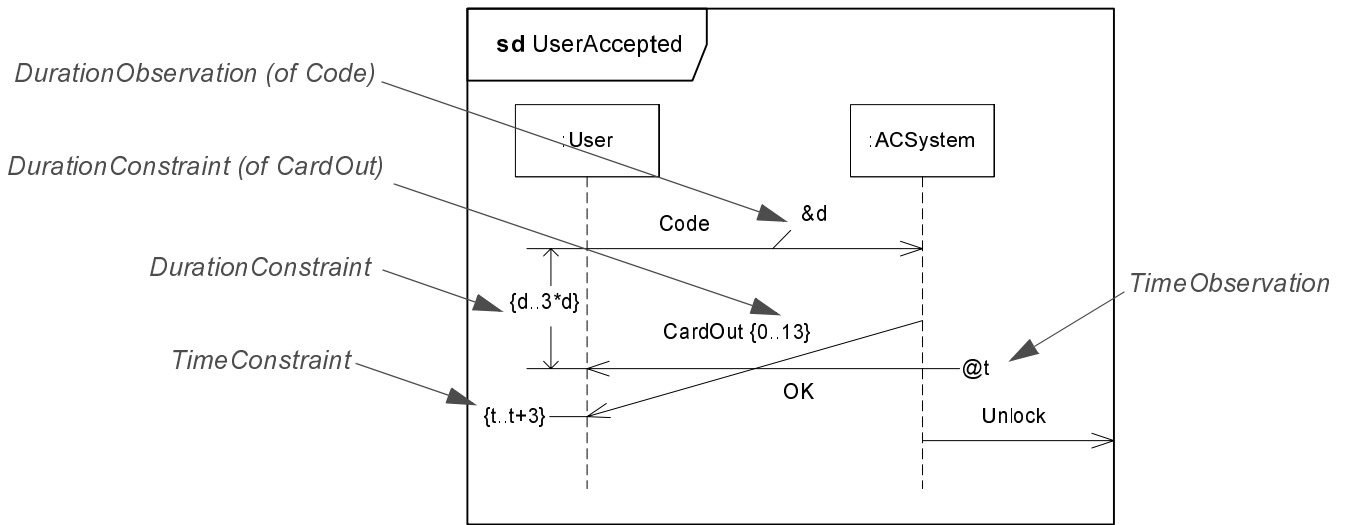 sd UserAccepted
DurationObservation (of Code)
:User
:ACSystem
DurationConstraint (of CardOut)
&d
Code
DurationConstraint
TimeObservation
{d..3*d}
CardOut {0..13}
TimeConstraint
@t
OK
{t..t+3}
Unlock